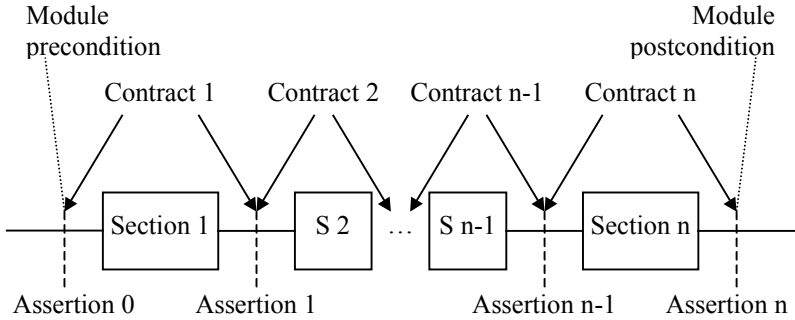 Module
precondition
Module
postcondition
Contract 1
Contract 2
Contract n-1
Contract n
Section 1
S 2
…
S n-1
Section n
Assertion 0
Assertion 1
Assertion n-1
Assertion n